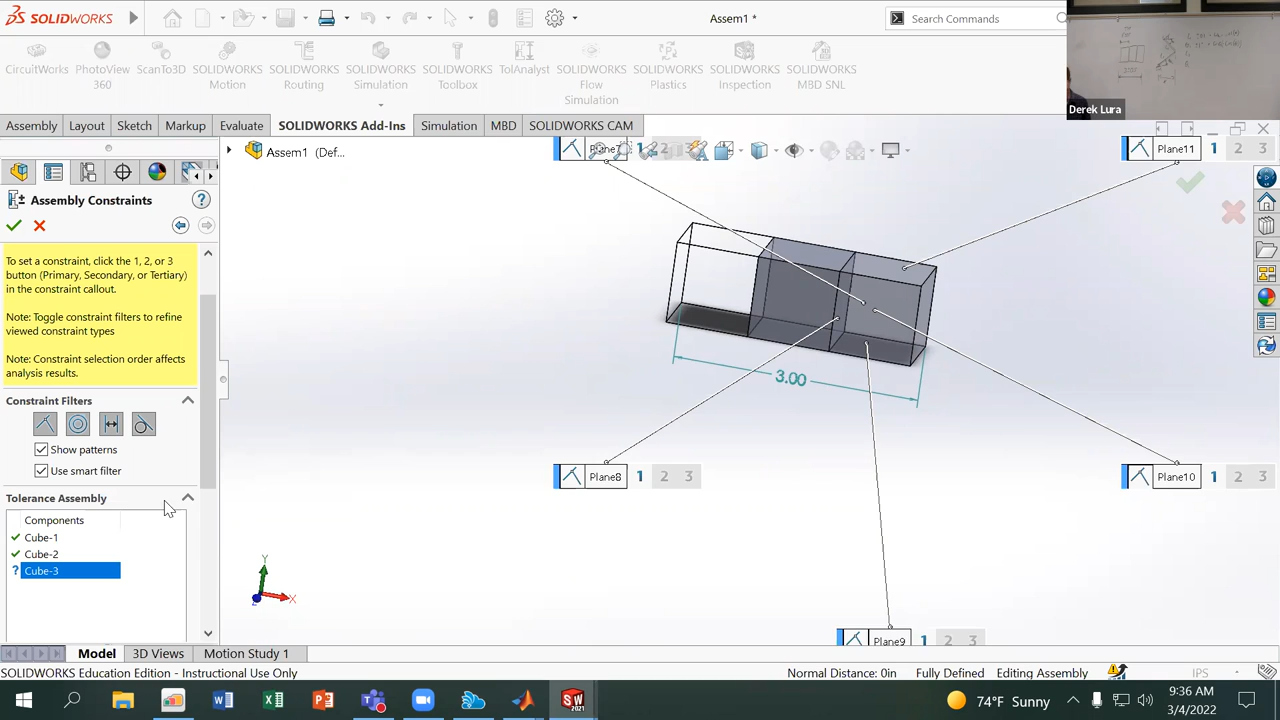 SOLIDWORKS
Assem1 *
Search Commands
CircuitWorks
PhotoView
360
ScanTo3D
SOLIDWORKS
Motion
SOLIDWORKS
Routing
SOLIDWORKS
Simulation
SOLIDWORKS
Toolbox
TolAnalyst
SOLIDWORKS
Flow
Simulation
SOLIDWORKS
Plastics
SOLIDWORKS
Inspection
SOLIDWORKS
MBD SNL
Derek Lura
Assembly
Layout
Sketch
Markup
Evaluate
SOLIDWORKS Add-Ins
Simulation
MBD
SOLIDWORKS CAM
Assem1 (Def...
Plane11 1 2 3
Assembly Constraints
To set a constraint, click the 1, 2, or 3
button (Primary, Secondary, or Tertiary)
in the constraint callout.
Note: Toggle constraint filters to refine
viewed constraint types
Note: Constraint selection order affects
analysis results.
Constraint Filters
Show patterns
Use smart filter
Tolerance Assembly
Components
Cube-1
Cube-2
Cube-3
3.00
Plane8 1 2 3
Plane10 1 2 3
Plane9 1 2 3
Y
X
Z
Model
3D Views
Motion Study 1
SOLIDWORKS Education Edition - Instructional Use Only
Normal Distance: 0in
Fully Defined
Editing Assembly
IPS
74°F Sunny
9:36 AM
3/4/2022